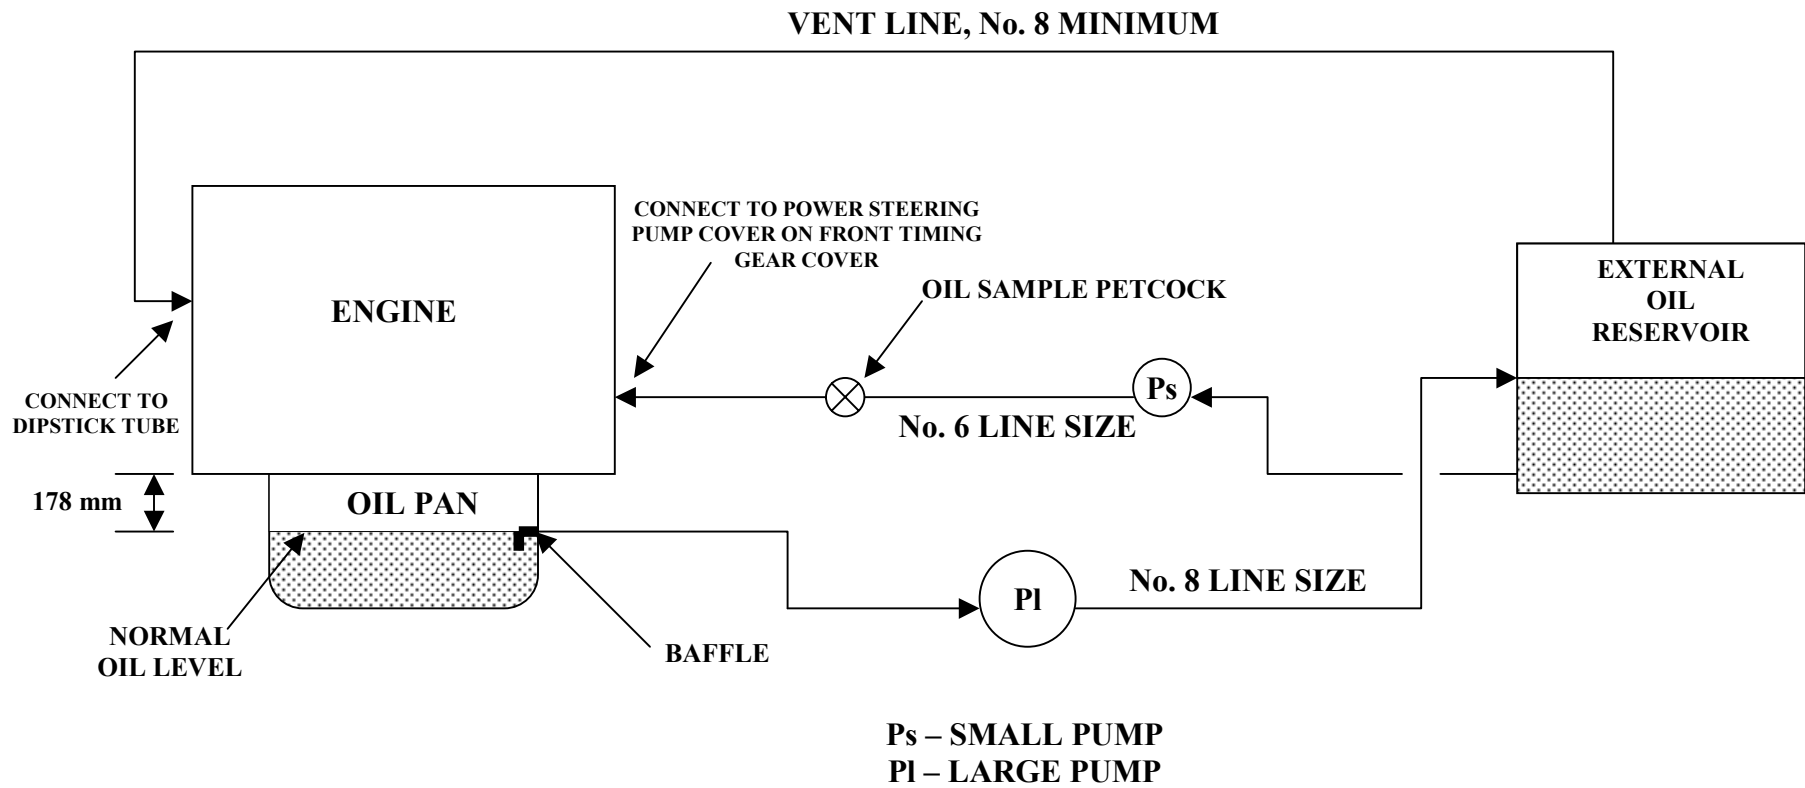 VENT LINE, No. 8 MINIMUM
CONNECT TO POWER STEERING
PUMP COVER ON FRONT TIMING
GEAR COVER
OIL SAMPLE PETCOCK
EXTERNAL
OIL
RESERVOIR
ENGINE
Ps
CONNECT TO
DIPSTICK TUBE
No. 6 LINE SIZE
178 mm
OIL PAN
No. 8 LINE SIZE
Pl
NORMAL
OIL LEVEL
BAFFLE
Ps – SMALL PUMP
Pl – LARGE PUMP